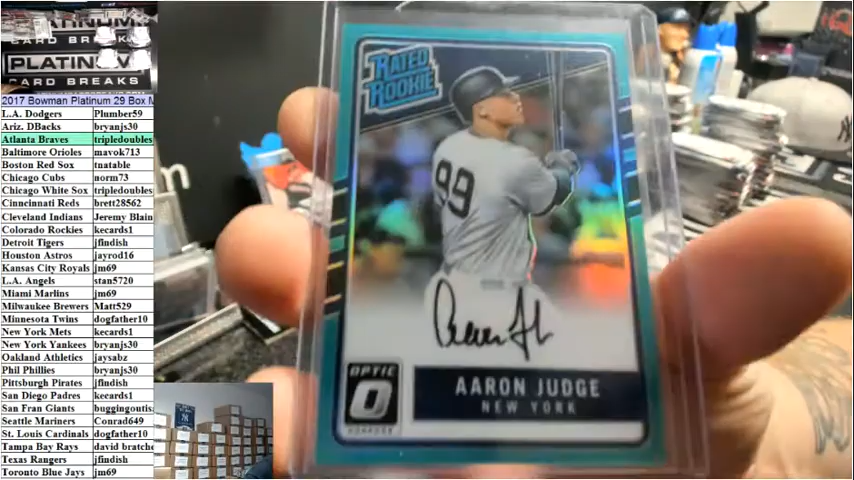 PLATINUM
CARD BREAKS
PLATINUM
CARD BREAKS
2017 Bowman Platinum 29 Box M
L.A. Dodgers Plumber59
Ariz. DBacks bryanjs30
Atlanta Braves tripledoubles
Baltimore Orioles mavok713
Boston Red Sox tnatable
Chicago Cubs norm73
Chicago White Sox tripledoubles
Cinncinati Reds brett28562
Cleveland Indians Jeremy Blain
Colorado Rockies kecards1
Detroit Tigers jfindish
Houston Astros jayrod16
Kansas City Royals jm69
L.A. Angels stan5720
Miami Marlins jm69
Milwaukee Brewers Matt529
Minnesota Twins dogfather10
New York Mets kecards1
New York Yankees bryanjs30
Oakland Athletics jaysabz
Phil Phillies bryanjs30
Pittsburgh Pirates jfindish
San Diego Padres kecards1
San Fran Giants buggingoutis
Seattle Mariners Conrad649
St. Louis Cardinals dogfather10
Tampa Bay Rays david bratche
Texas Rangers jfindish
Toronto Blue Jays jm69
RATED
ROOKIE
99
OPTIC
AARON JUDGE
NEW YORK